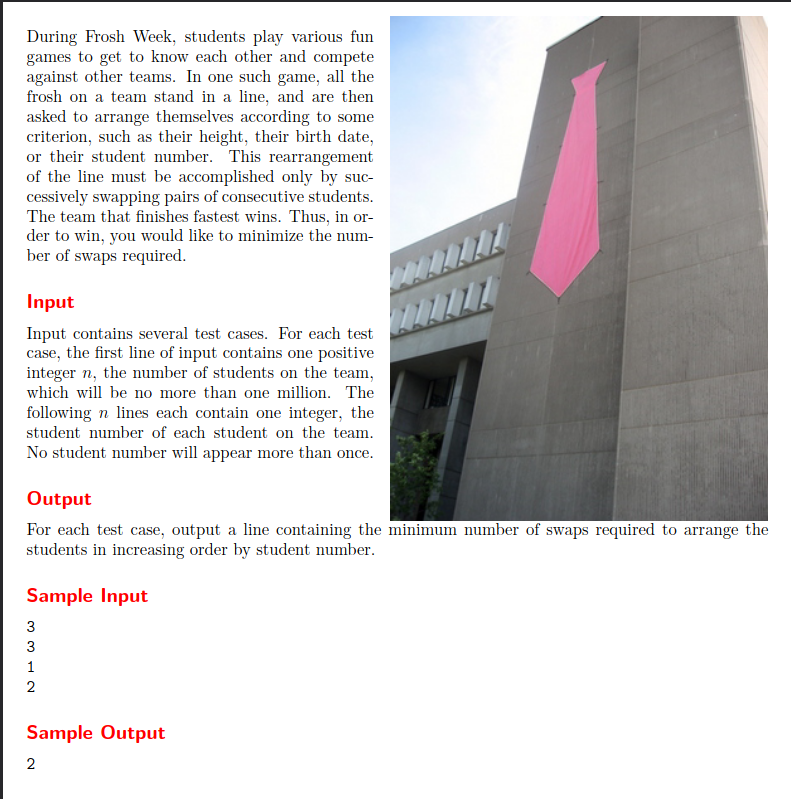 During Frosh Week, students play various fun
games to get to know each other and compete
against other teams. In one such game, all the
frosh on a team stand in a line, and are then
asked to arrange themselves according to some
criterion, such as their height, their birth date,
or their student number. This rearrangement
of the line must be accomplished only by suc-
cessively swapping pairs of consecutive students.
The team that finishes fastest wins. Thus, in or-
der to win, you would like to minimize the num-
ber of swaps required.
Input
Input contains several test cases. For each test
case, the first line of input contains one positive
integer n, the number of students on the team,
which will be no more than one million. The
following n lines each contain one integer, the
student number of each student on the team.
No student number will appear more than once.
Output
For each test case, output a line containing the minimum number of swaps required to arrange the
students in increasing order by student number.
Sample Input
3
3
1
2
Sample Output
2